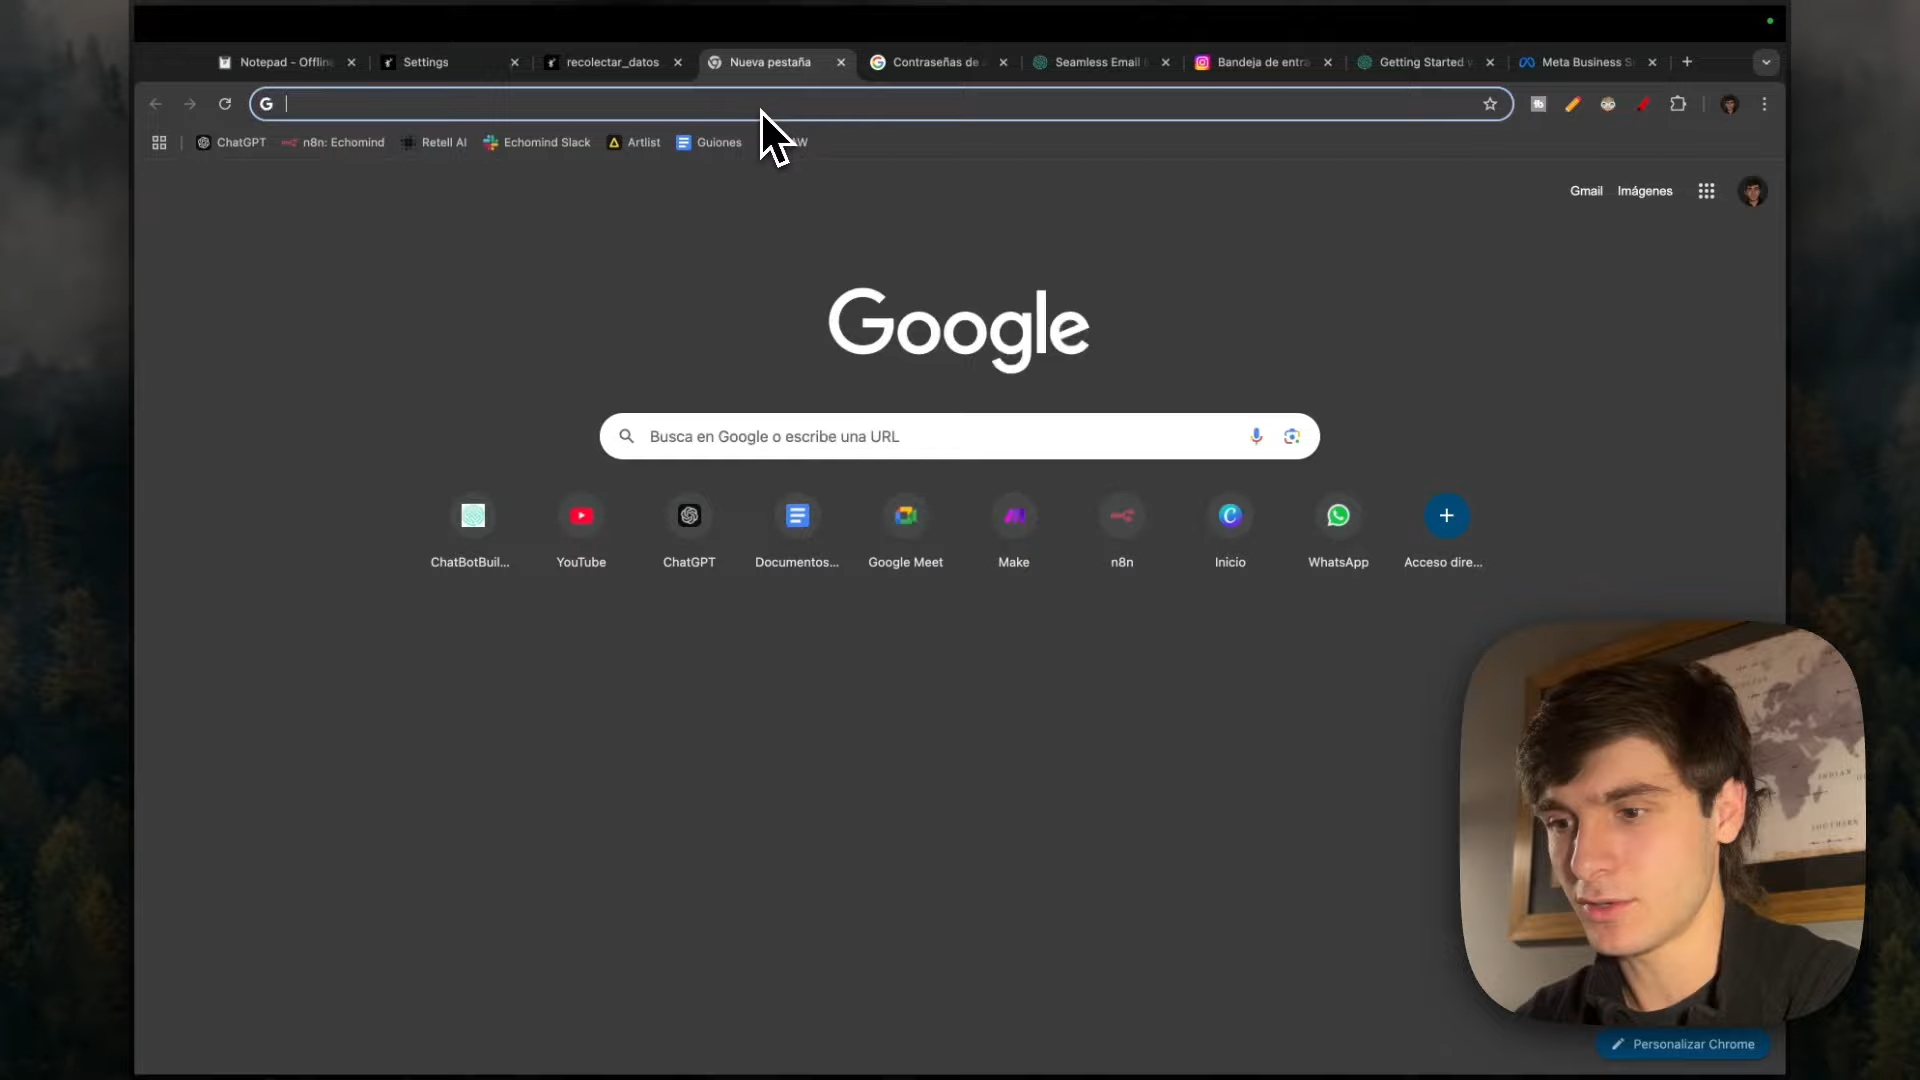 Notepad - Offlin
Settings
recolectar_datos
Nueva pestaña
Contraseñas de
Seamless Email
Bandeja de entra
Getting Started
Meta Business S
ChatGPT
n8n: Echomind
Retell AI
Echomind Slack
Artlist
Guiones
Gmail
Imágenes
Google
Busca en Google o escribe una URL
ChatBotBuil...
YouTube
ChatGPT
Documentos...
Google Meet
Make
n8n
Inicio
WhatsApp
Acceso dire...
INDIAN
SOUTHERN
Personalizar Chrome